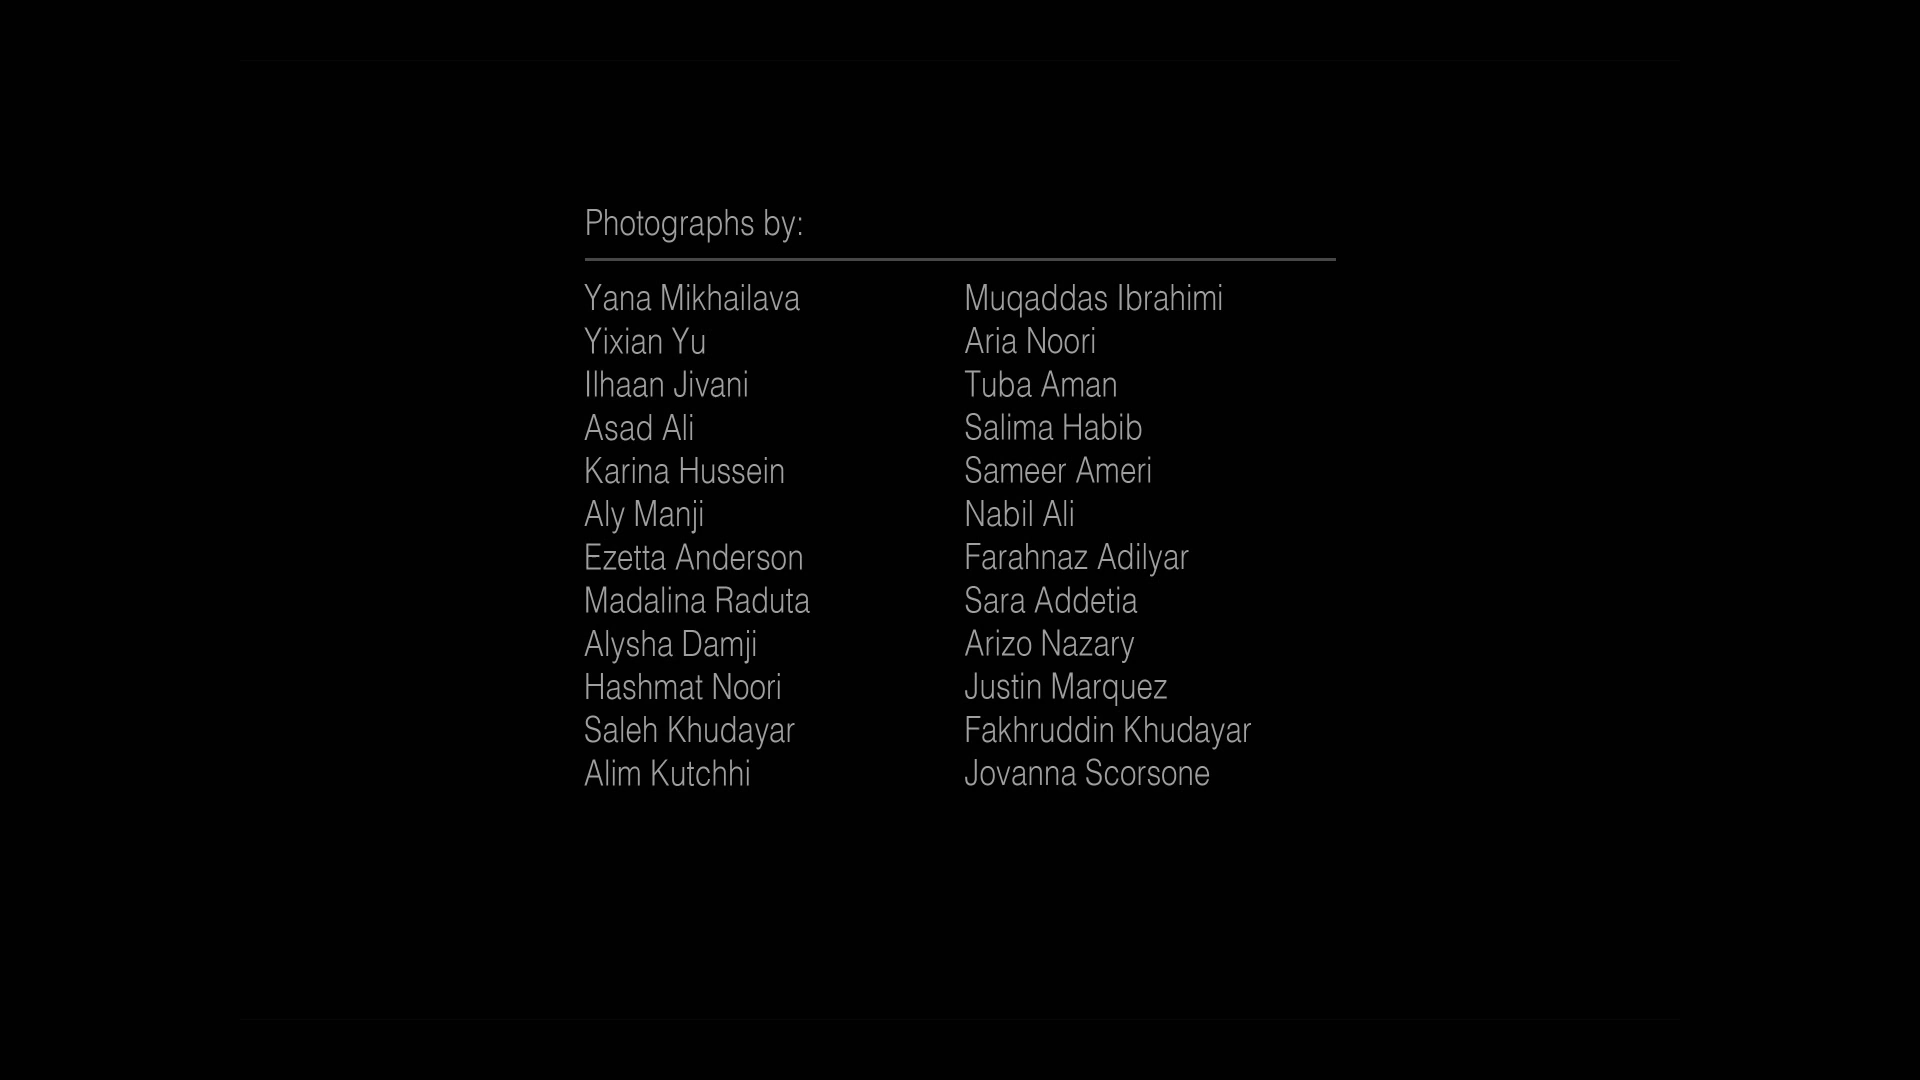 Photographs by:
Yana Mikhailava
Yixian Yu
Ilhaan Jivani
Asad Ali
Karina Hussein
Aly Manji
Ezetta Anderson
Madalina Raduta
Alysha Damji
Hashmat Noori
Saleh Khudayar
Alim Kutchhi
Muqaddas Ibrahimi
Aria Noori
Tuba Aman
Salima Habib
Sameer Ameri
Nabil Ali
Farahnaz Adilyar
Sara Addetia
Arizo Nazary
Justin Marquez
Fakhruddin Khudayar
Jovanna Scorsone